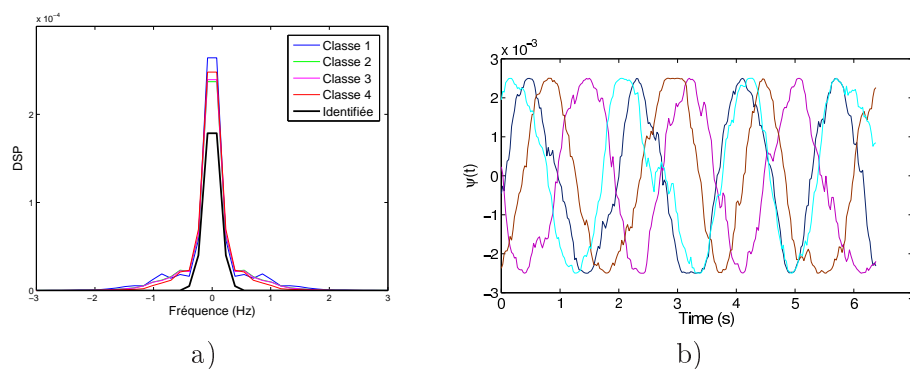 x 10⁻⁴
DSP
0
2
4
−3
−2
−1
0
1
2
3
Fréquence (Hz)
Classe 1
Classe 2
Classe 3
Classe 4
Identifiée
a)
x 10⁻³
ψ(t)
3
2
1
0
−1
−2
−3
0
1
2
3
4
5
6
7
Time (s)
b)